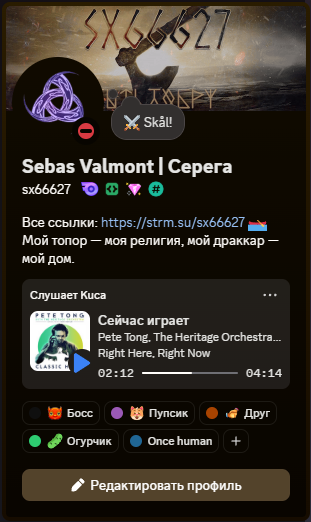 SX66627
⚔️ Skål!
Sebas Valmont | Серега
sx66627
Все ссылки: https://strm.su/sx66627
Мой топор — моя религия, мой драккар —
мой дом.
Слушает Kuca
Сейчас играет
Pete Tong, The Heritage Orchestra...
Right Here, Right Now
02:12
04:14
PETE TONG
CLASSIC H
👹 Босс
😻 Пупсик
Друг
🥒 Огурчик
Once human
+
Редактировать профиль